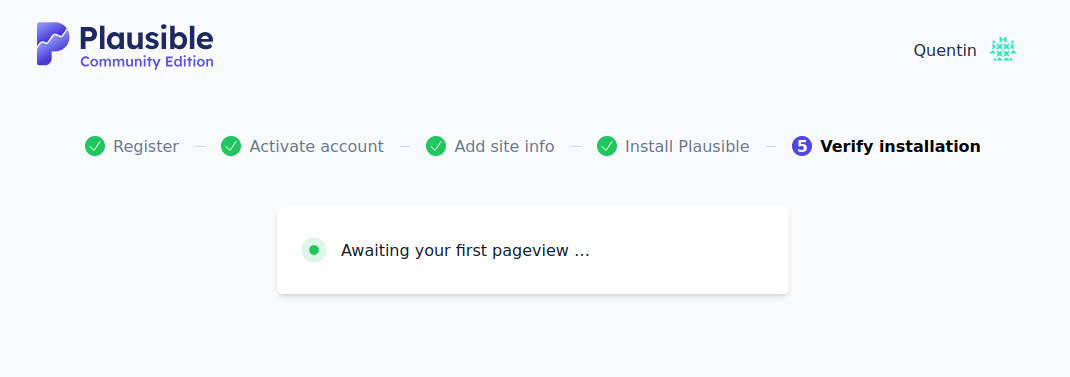 Plausible
Community Edition
Quentin
Register — Activate account — Add site info — Install Plausible — 5 Verify installation
Awaiting your first pageview ...